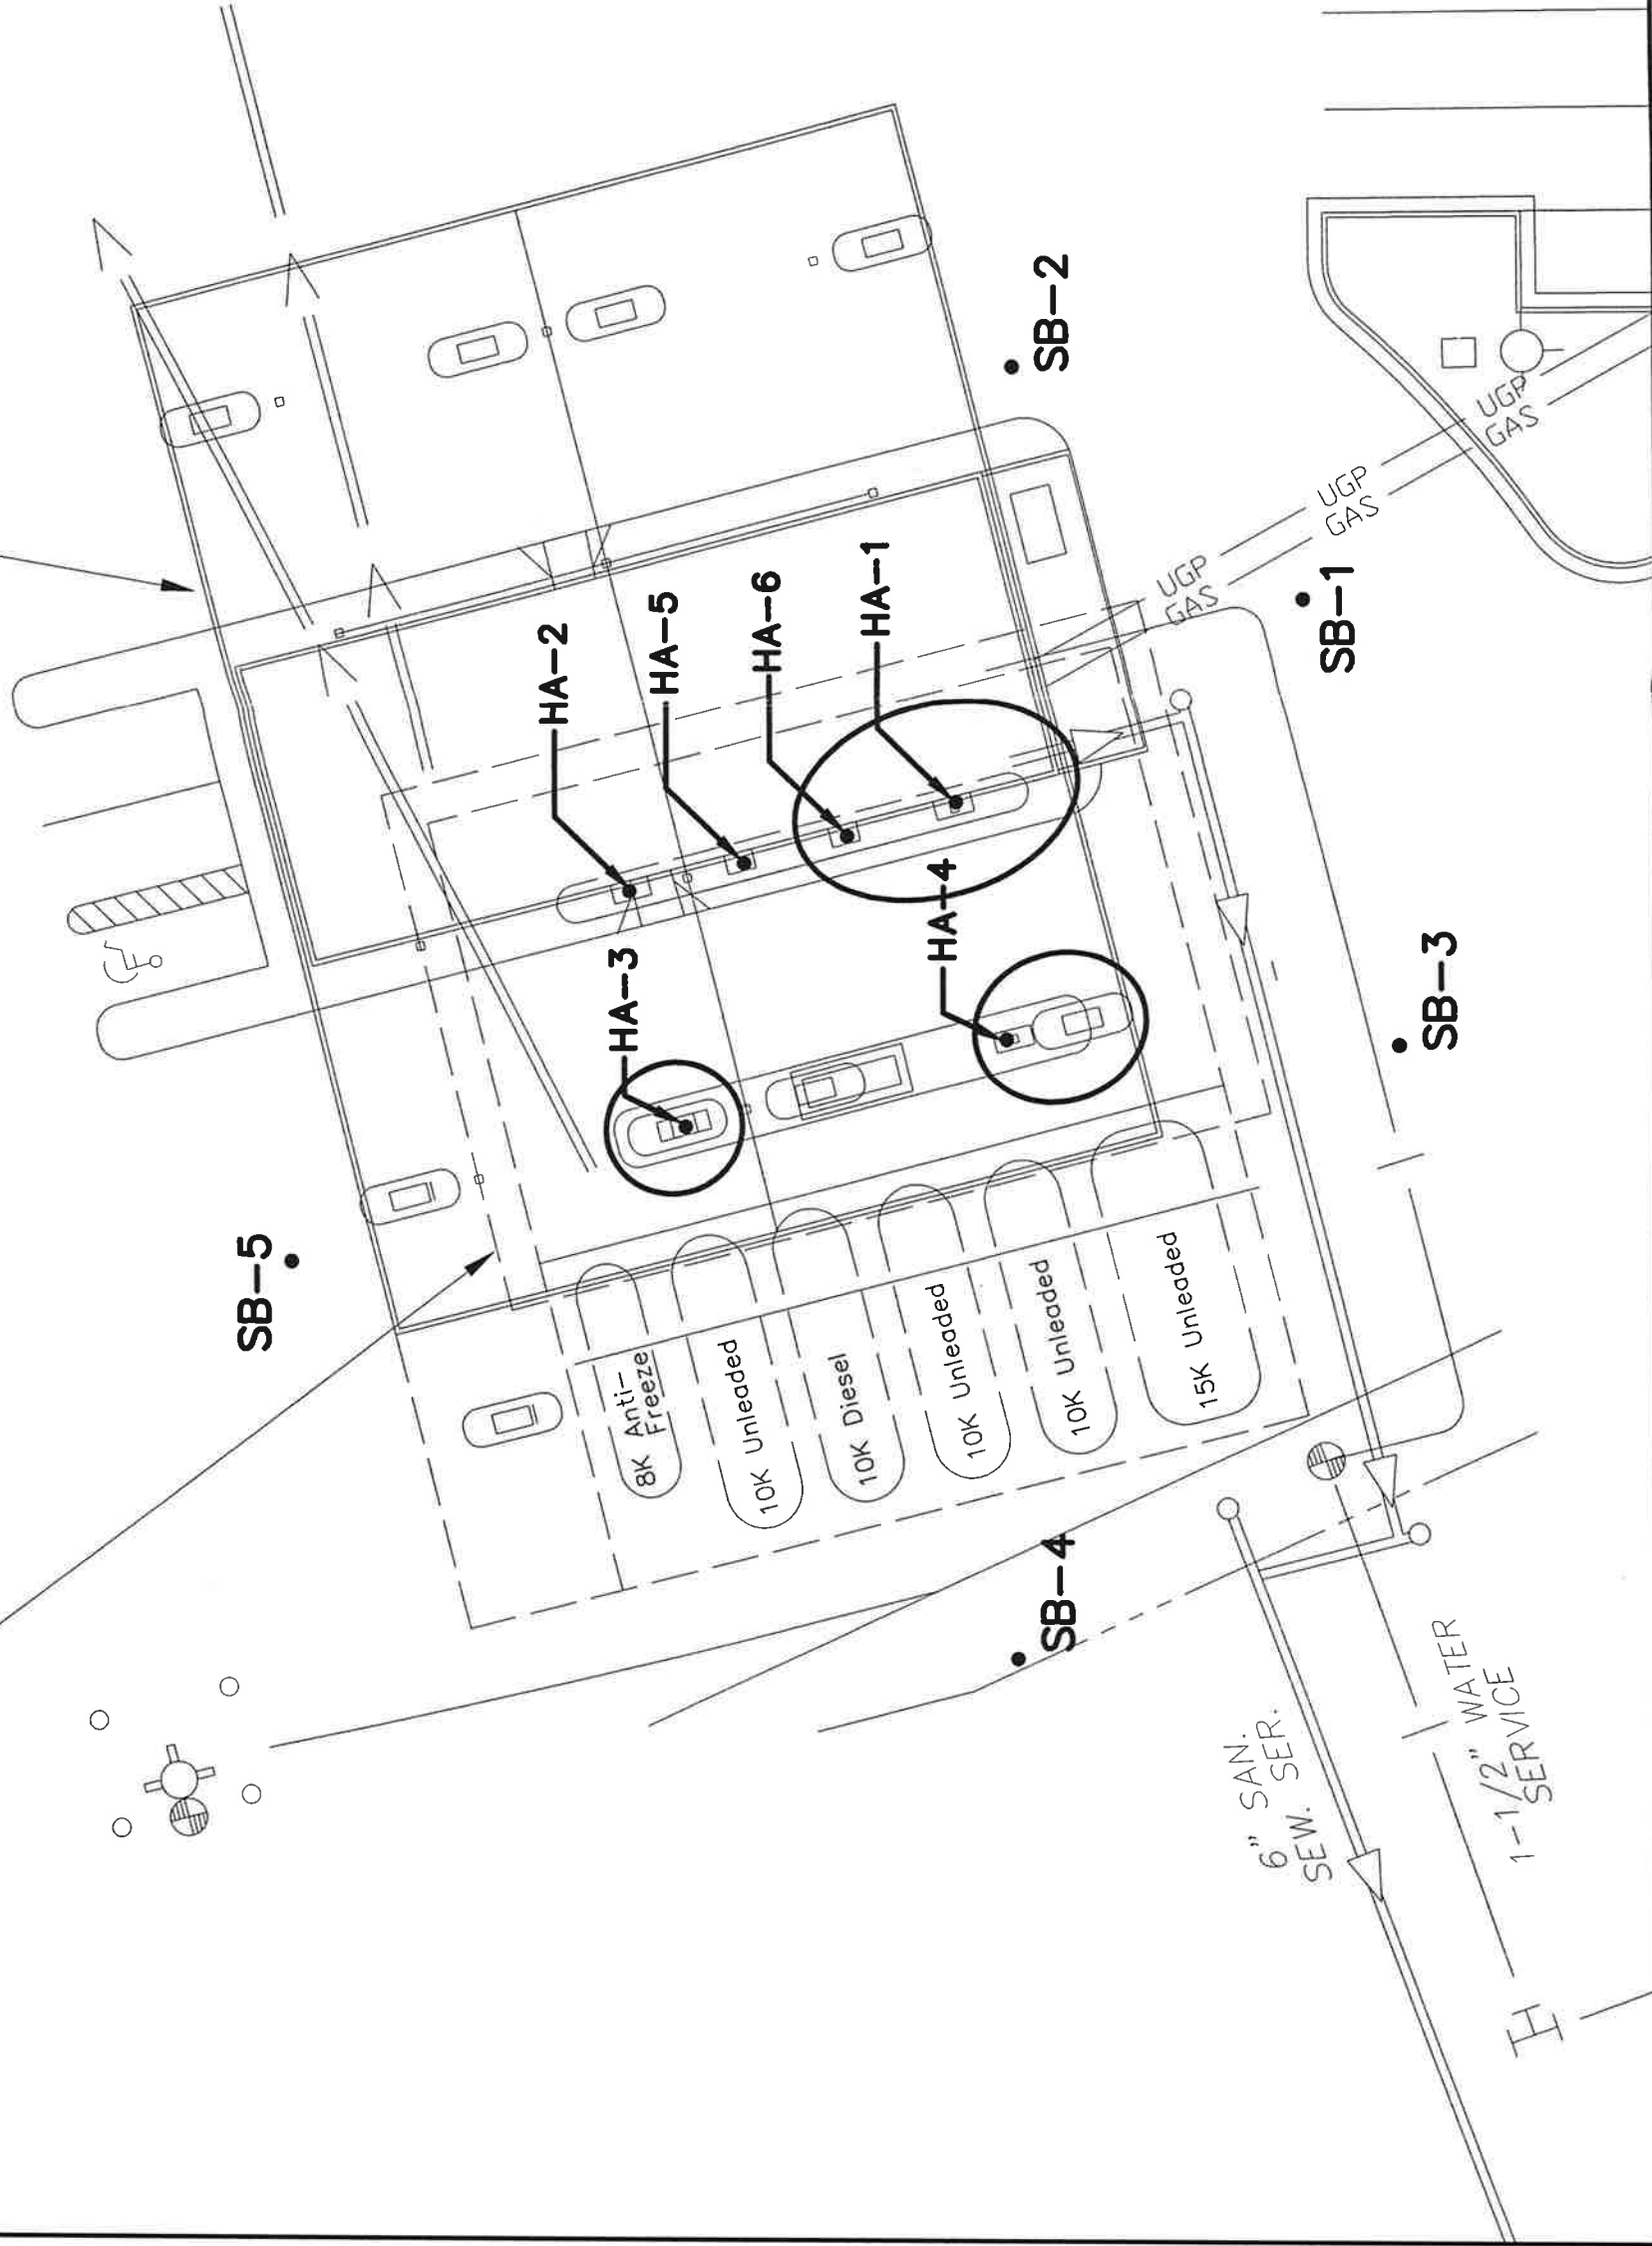 SB-5
SB-4
SB-2
SB-1
SB-3
HA-2
HA-5
HA-6
HA-1
HA-3
HA-4
8K Anti-
Freeze
10K Unleaded
10K Diesel
10K Unleaded
10K Unleaded
15K Unleaded
UGP
GAS
UGP
GAS
UGP
GAS
6" SAN.
SEW. SER.
1-1/2" WATER
SERVICE
H